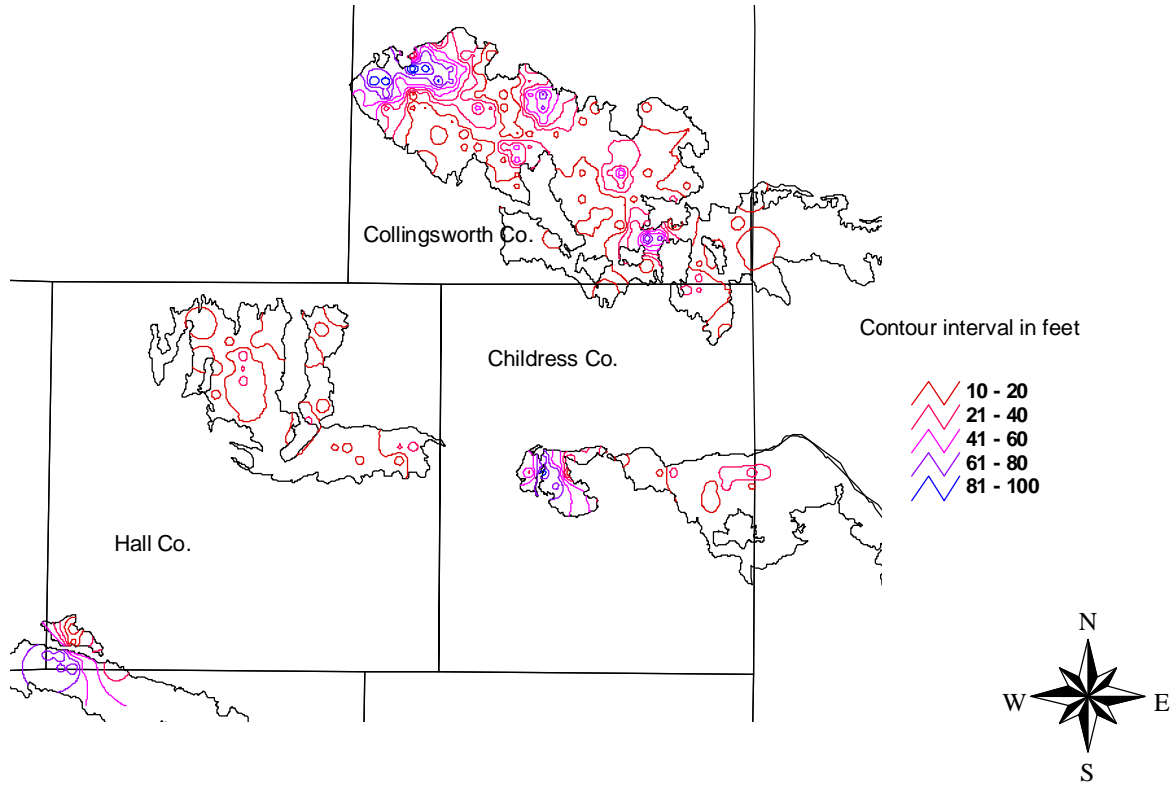 Collingsworth Co.
Childress Co.
Hall Co.
Contour interval in feet
10 - 20
21 - 40
41 - 60
61 - 80
81 - 100
N
W
E
S